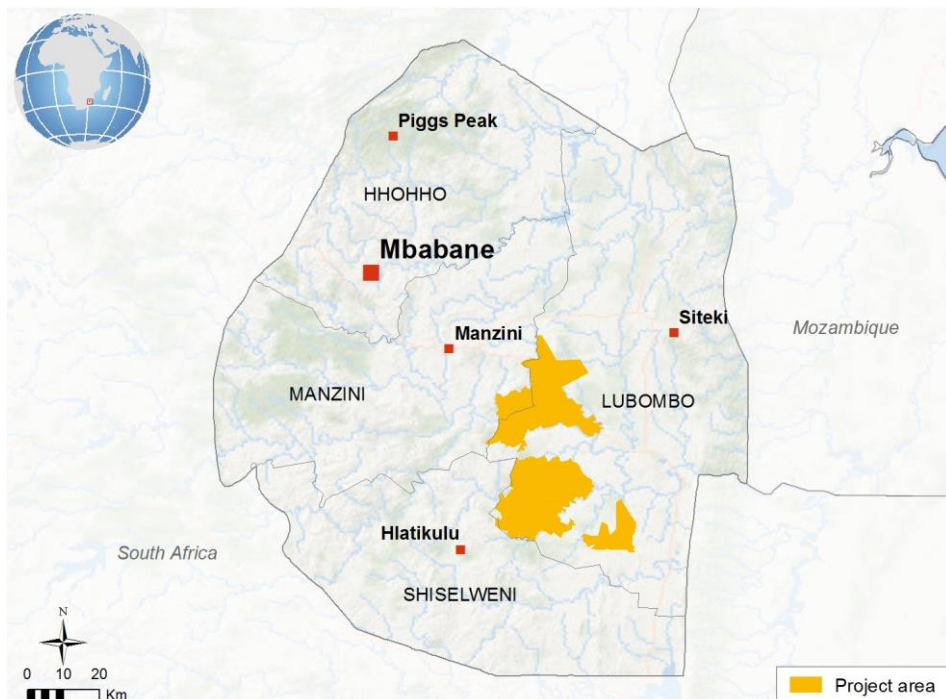 Piggs Peak
HHOHHO
Mbabane
Siteki
Manzini
Mozambique
MANZINI
LUBOMBO
Hlatikulu
South Africa
SHISELWENI
N
0 10 20
Km
Project area